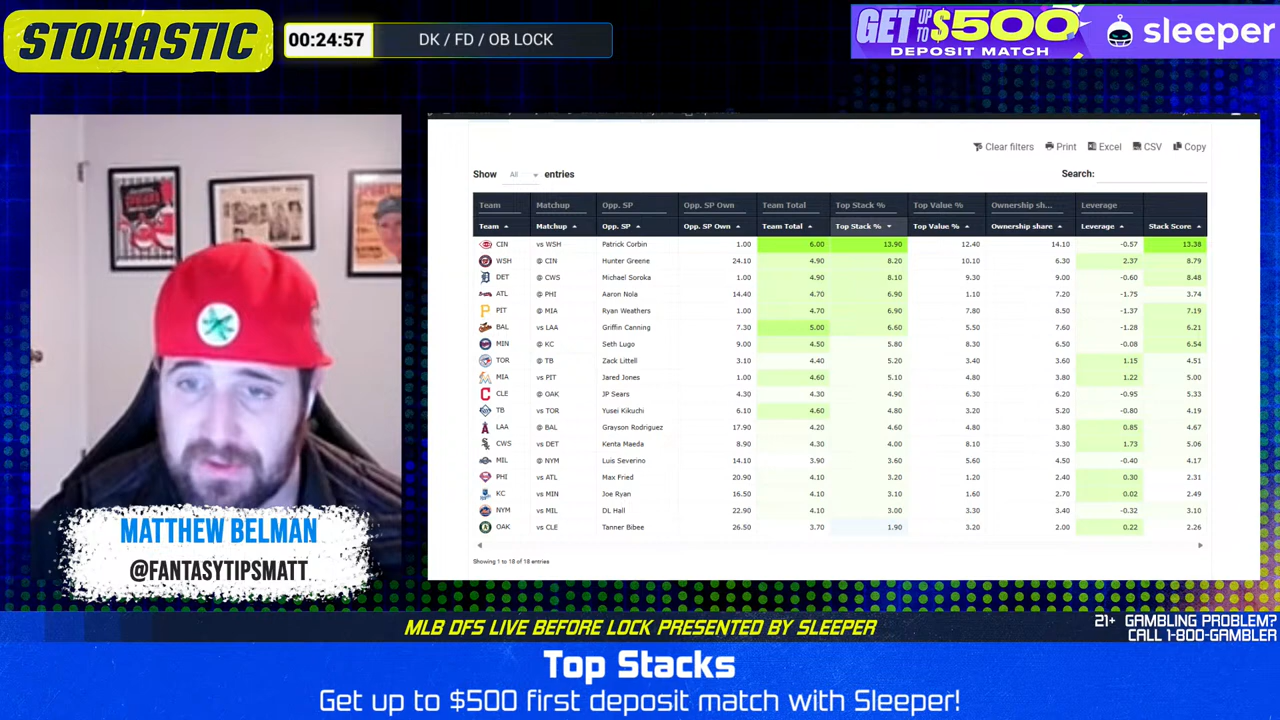 STOKASTIC
00:24:57
DK / FD / OB LOCK
GET UP TO $500
DEPOSIT MATCH
sleeper
Clear filters Print Excel CSV Copy
Show All entries
Search:
Team Matchup Opp. SP Opp. SP Own Team Total Top Stack % Top Value % Ownership sh... Leverage
Team Matchup Opp. SP Opp. SP Own Team Total Top Stack % Top Value % Ownership share Leverage Stack Score
CIN vs WSH Patrick Corbin 1.00 6.00 13.90 12.40 14.10 -0.57 13.38
WSH @ CIN Hunter Greene 24.10 4.90 8.20 10.10 6.30 2.37 8.79
DET @ CWS Michael Soroka 1.00 4.90 8.10 9.30 9.00 -0.60 8.48
ATL @ PHI Aaron Nola 14.40 4.70 6.90 1.10 7.20 -1.75 3.74
PIT @ MIA Ryan Weathers 1.00 4.70 6.90 7.80 8.50 -1.37 7.19
BAL vs LAA Griffin Canning 7.30 5.00 6.60 5.50 7.60 -1.28 6.21
MIN @ KC Seth Lugo 9.00 4.50 5.80 8.30 6.50 -0.08 6.54
TOR @ TB Zack Littell 3.10 4.40 5.20 3.40 3.60 1.15 4.51
MIA vs PIT Jared Jones 1.00 4.60 5.10 4.80 3.80 1.22 5.00
CLE @ OAK JP Sears 4.30 4.30 4.90 6.30 6.20 -0.95 5.33
TB vs TOR Yusei Kikuchi 6.10 4.60 4.80 3.20 5.20 -0.80 4.19
LAA @ BAL Grayson Rodriguez 17.90 4.20 4.60 4.80 3.80 0.85 4.67
CWS vs DET Kenta Maeda 8.90 4.30 4.00 8.10 3.40 1.73 5.06
MIL @ NYM Luis Severino 14.10 3.90 3.60 5.60 4.50 -0.40 4.17
PHI vs ATL Max Fried 20.90 4.10 3.20 1.20 3.00 0.30 2.31
KC vs MIN Joe Ryan 16.50 4.10 3.10 1.60 2.70 0.02 2.49
NYM vs MIL DL Hall 22.90 4.10 3.00 3.30 3.40 -0.32 3.10
OAK vs CLE Tanner Bibee 26.50 3.70 1.90 3.20 2.00 0.22 2.26
Showing 1 to 18 of 18 entries
MATTHEW BELMAN
@FANTASYTIPSMATT
MLB DFS LIVE BEFORE LOCK PRESENTED BY SLEEPER
21+ GAMBLING PROBLEM?
CALL 1-800-GAMBLER
Top Stacks
Get up to $500 first deposit match with Sleeper!